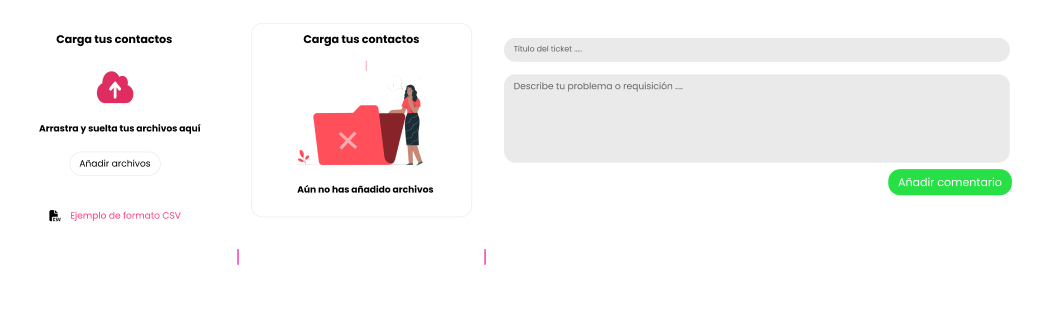 Carga tus contactos
Arrastra y suelta tus archivos aquí
Añadir archivos
CSV
Ejemplo de formato CSV
Carga tus contactos
Aún no has añadido archivos
Titulo del ticket ....
Describe tu problema o requisición ....
Añadir comentario